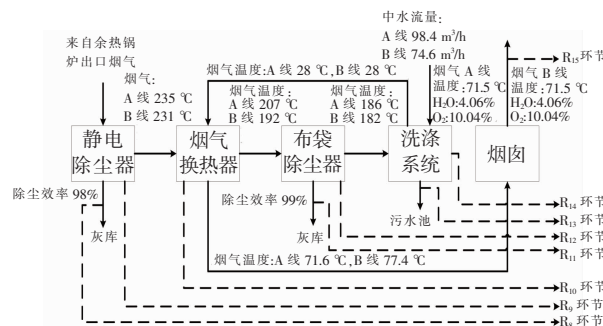 中水流量:
A 线 98.4 m³/h
B 线 74.6 m³/h
来自余热锅
炉出口烟气
烟气:
A 线 235 ℃
B 线 231 ℃
烟气温度:A 线 28 ℃,B 线 28 ℃
烟气温度:
A 线 207 ℃
B 线 192 ℃
烟气温度:
A 线 186 ℃
B 线 182 ℃
烟气 A 线
温度:71.5 ℃
H₂O:4.06%
O₂:10.04%
烟气 B 线
温度:71.5 ℃
H₂O:4.06%
O₂:10.04%
R₁₅ 环节
静电
除尘器
烟气
换热器
布袋
除尘器
洗涤
系统
烟囱
除尘效率 98%
灰库
除尘效率 99%
灰库
污水池
烟气温度:A 线 71.6 ℃,B 线 77.4 ℃
R₁₄ 环节
R₁₃ 环节
R₁₂ 环节
R₁₁ 环节
R₁₀ 环节
R₉ 环节